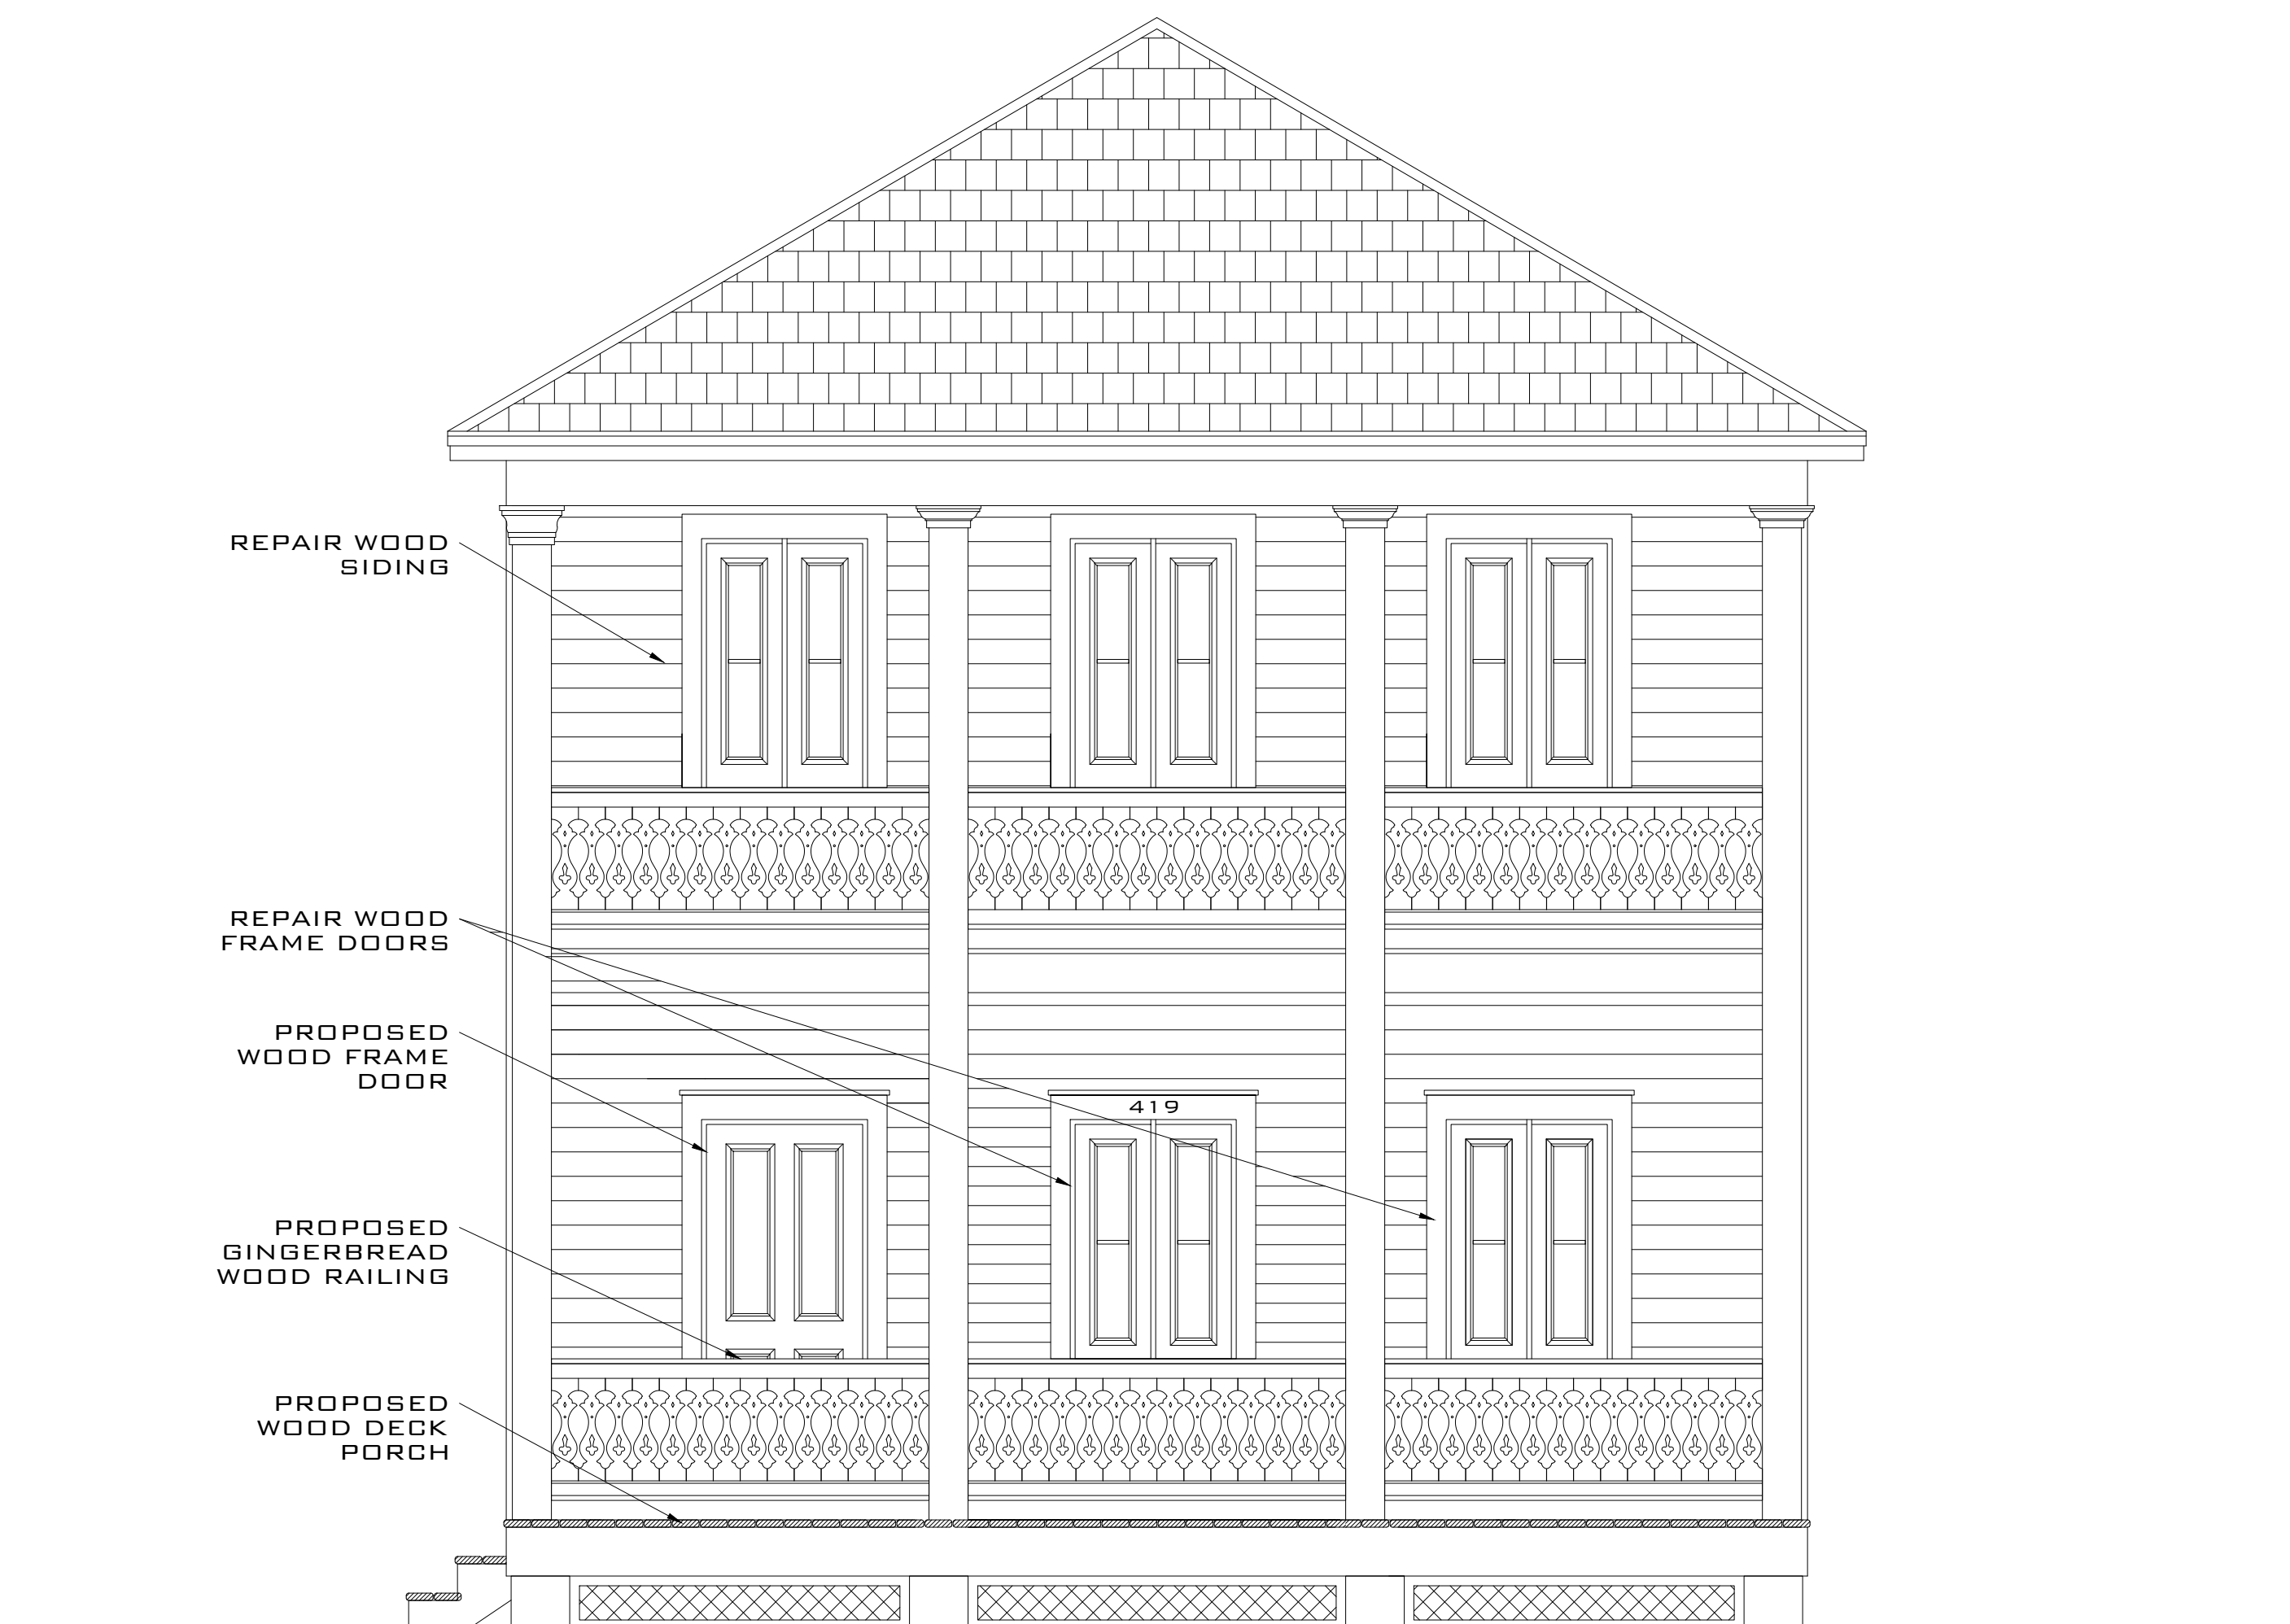 REPAIR WOOD
SIDING
REPAIR WOOD
FRAME DOORS
PROPOSED
WOOD FRAME
DOOR
419
PROPOSED
GINGERBREAD
WOOD RAILING
PROPOSED
WOOD DECK
PORCH